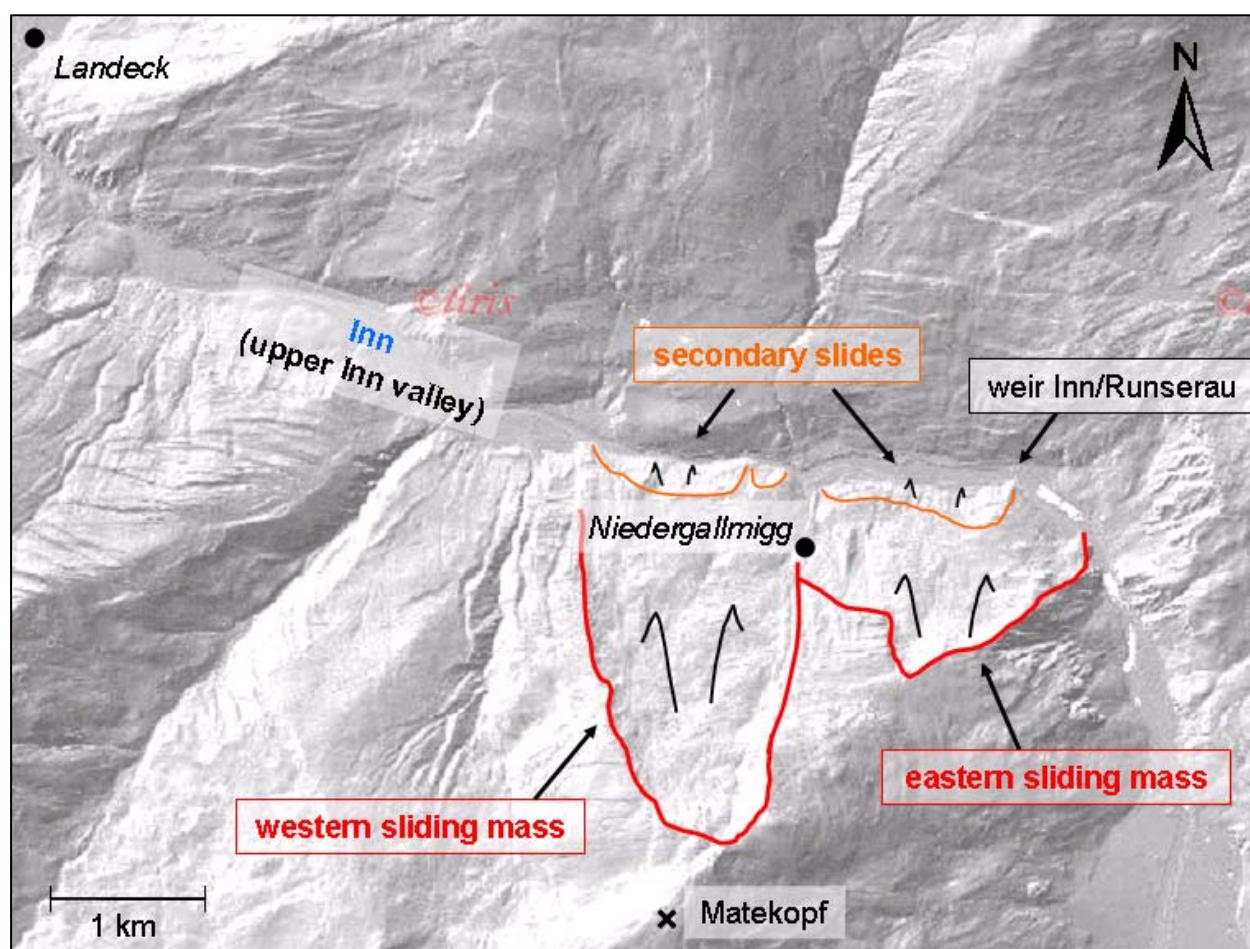 Landeck
N
©tiris
Inn
(upper Inn valley)
secondary slides
weir Inn/Runserau
Niedergallmigg
eastern sliding mass
western sliding mass
1 km
Matekopf